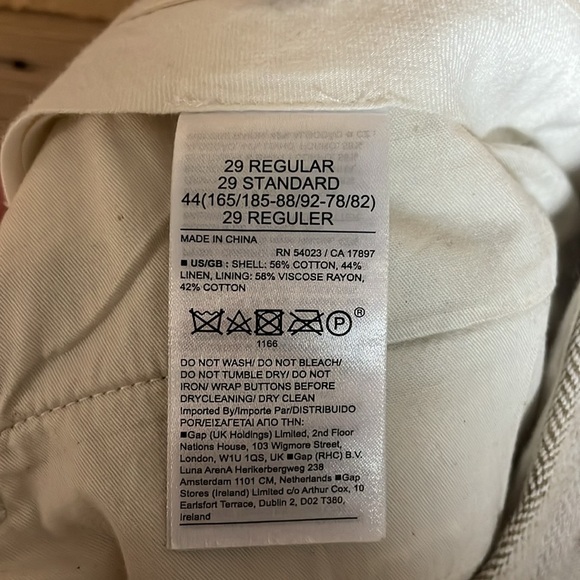 29 REGULAR
29 STANDARD
44(165/185-88/92-78/82)
29 REGULER
MADE IN CHINA
RN 54023 / CA 17897
■ US/GB : SHELL: 56% COTTON, 44%
LINEN, LINING: 58% VISCOSE RAYON,
42% COTTON
P ®
1166
DO NOT WASH/ DO NOT BLEACH/
DO NOT TUMBLE DRY/ DO NOT
IRON/ WRAP BUTTONS BEFORE
DRYCLEANING/ DRY CLEAN
Imported By/Importe Par/DISTRIBUIDO
POR/ΕΙΣΑΓΕΤΑΙ ΑΠΟ ΤΗΝ:
■Gap (UK Holdings) Limited, 2nd Floor
Nations House, 103 Wigmore Street,
London, W1U 1QS, UK ■Gap (RHC) B.V.
Luna ArenA Herikerbergweg 238
Amsterdam 1101 CM, Netherlands ■Gap
Stores (Ireland) Limited c/o Arthur Cox, 10
Earlsfort Terrace, Dublin 2, D02 T380,
Ireland